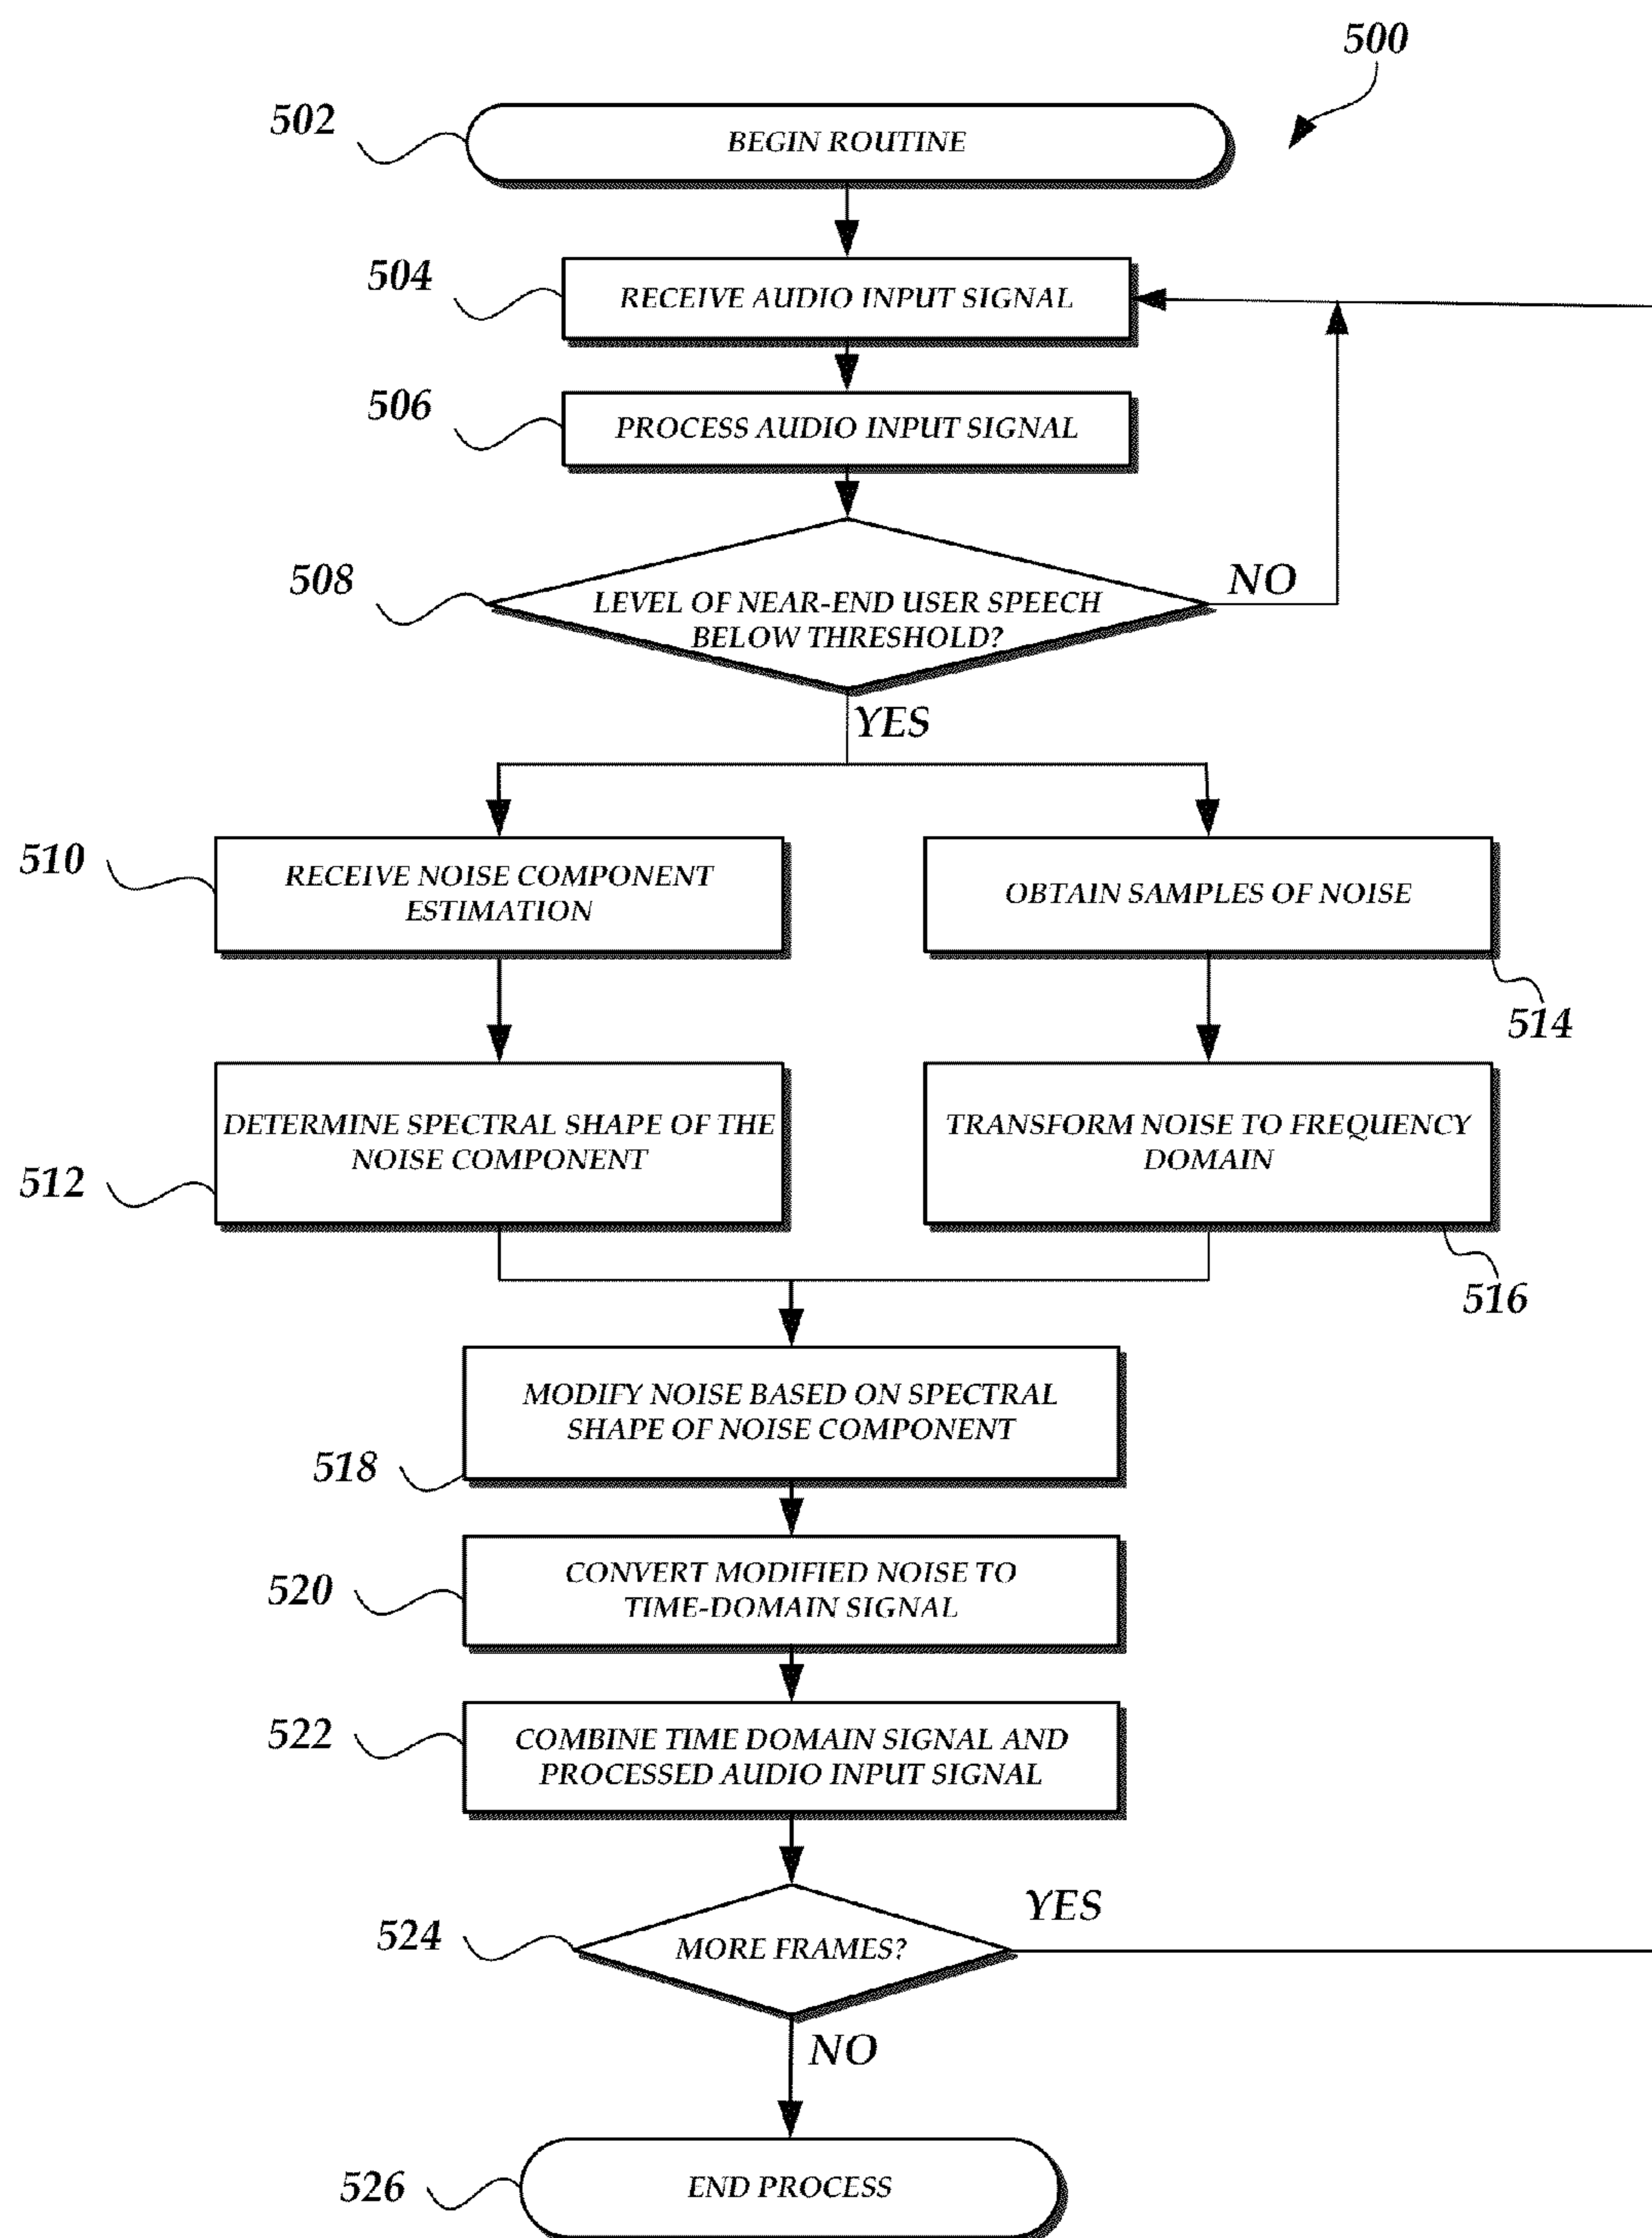 500
502
BEGIN ROUTINE
504
RECEIVE AUDIO INPUT SIGNAL
506
PROCESS AUDIO INPUT SIGNAL
508
LEVEL OF NEAR-END USER SPEECH
BELOW THRESHOLD?
NO
YES
510
RECEIVE NOISE COMPONENT
ESTIMATION
OBTAIN SAMPLES OF NOISE
514
512
DETERMINE SPECTRAL SHAPE OF THE
NOISE COMPONENT
TRANSFORM NOISE TO FREQUENCY
DOMAIN
516
MODIFY NOISE BASED ON SPECTRAL
SHAPE OF NOISE COMPONENT
518
520
CONVERT MODIFIED NOISE TO
TIME-DOMAIN SIGNAL
522
COMBINE TIME DOMAIN SIGNAL AND
PROCESSED AUDIO INPUT SIGNAL
524
MORE FRAMES?
YES
NO
526
END PROCESS